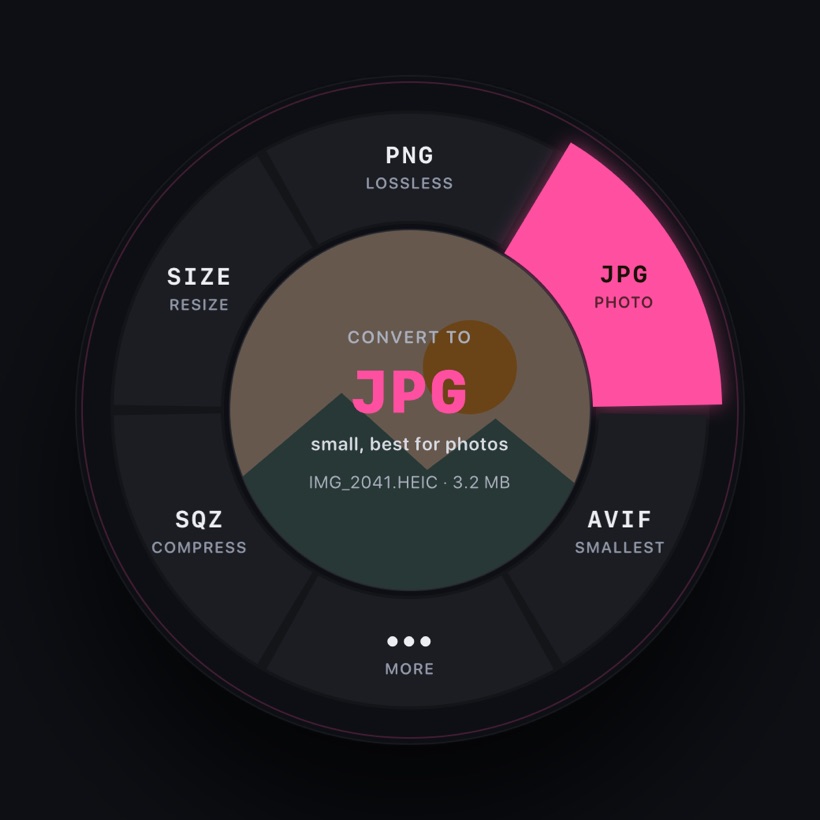 PNG
LOSSLESS
SIZE
RESIZE
JPG
PHOTO
CONVERT TO
JPG
small, best for photos
IMG_2041.HEIC · 3.2 MB
SQZ
COMPRESS
AVIF
SMALLEST
MORE